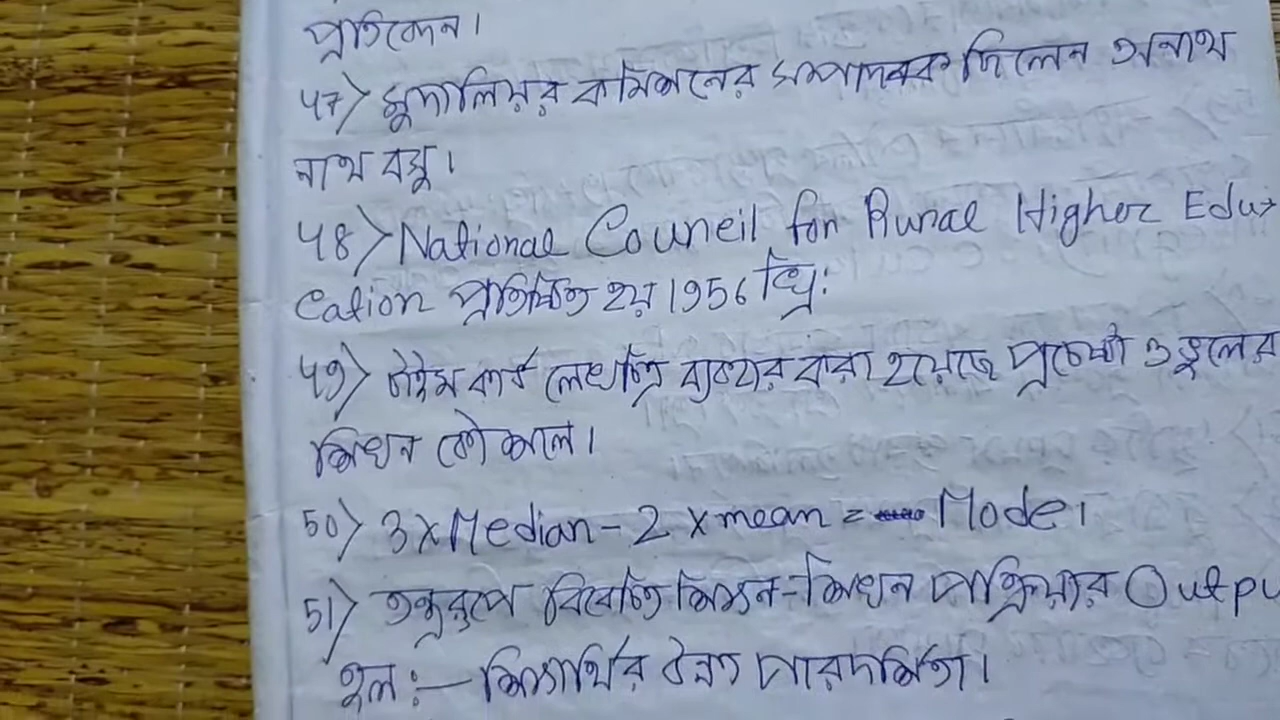 প্রতিবেদন।
47> মুদালিয়র কমিশনের সম্পাদক ছিলেন অনাথ
নাথ বসু।
48> National Council for Rural Higher Edu
cation প্রতিষ্ঠিত হয় 1956 খ্রি:
49> টাইম কার্ব লেখচিত্র ব্যবহার করা হয়েছে প্রচেষ্টা ও ভুলের
শিখন কৌশলে।
50> 3 x Median - 2 x mean = Mode।
51> তন্ত্ররূপে বিবেচিত শিক্ষন-শিখন প্রক্রিয়ার Outpu
হল:— শিক্ষার্থীর উন্নত পারদর্শিতা।